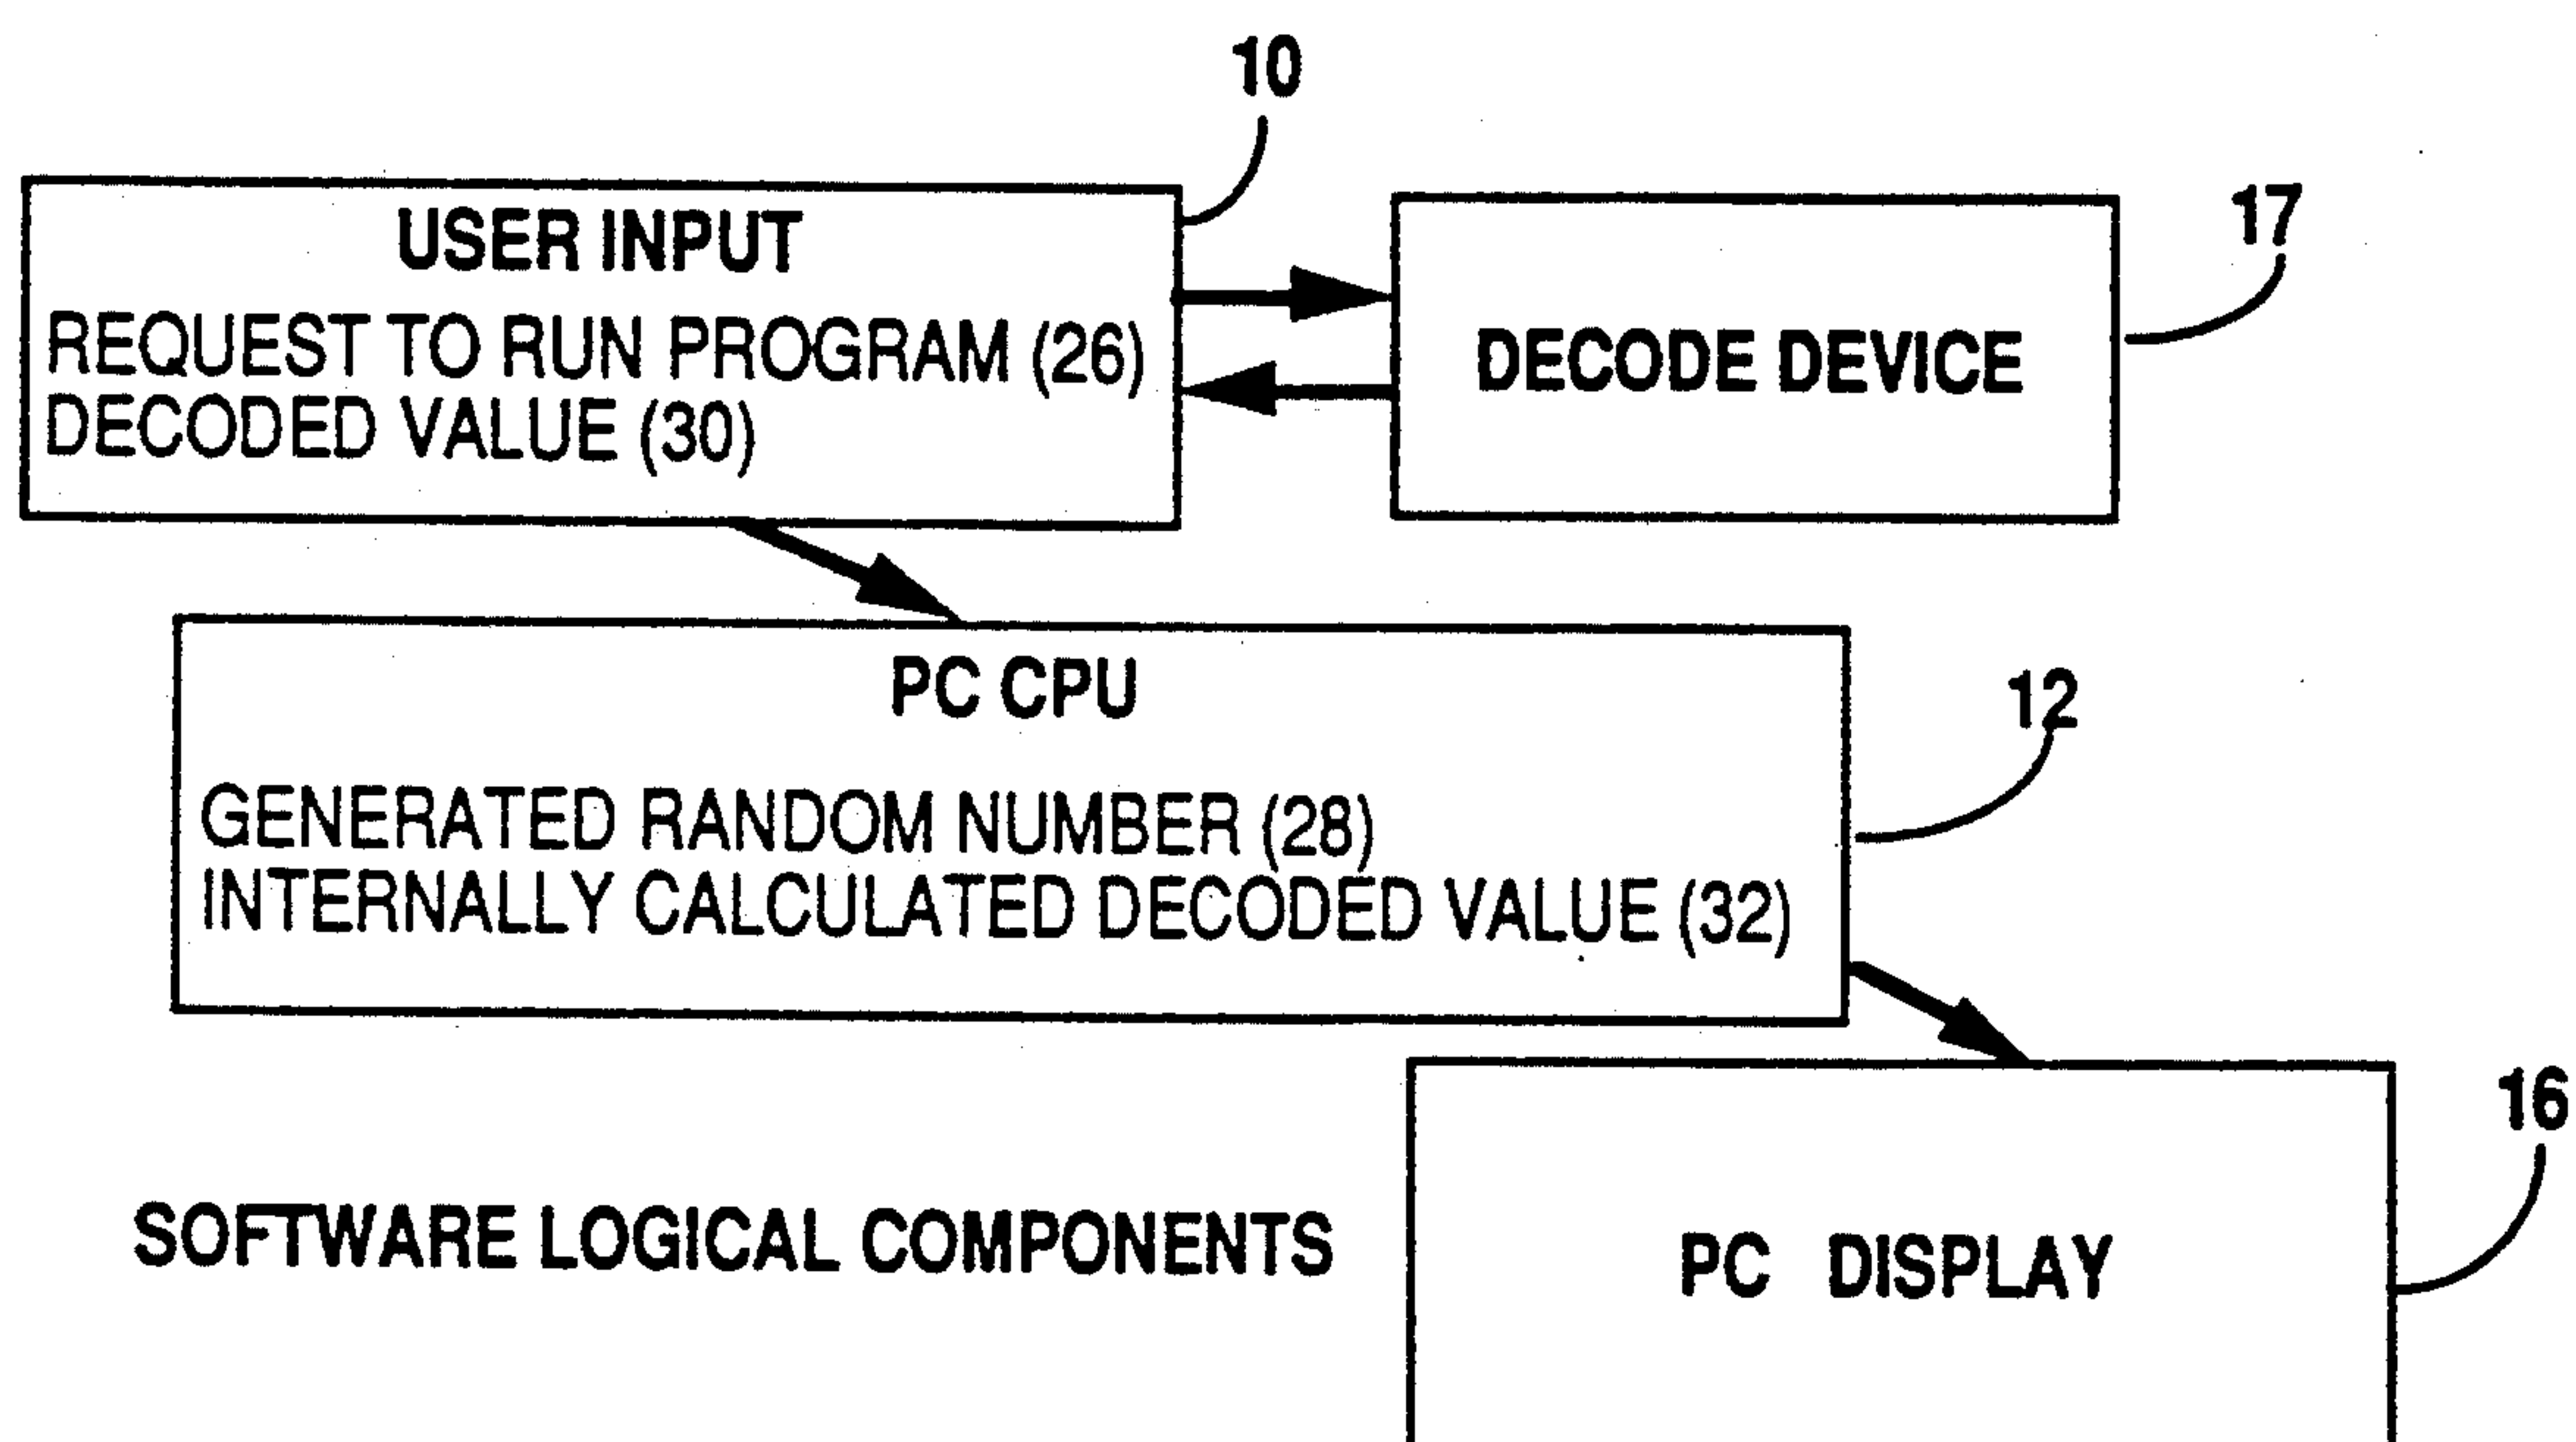 10
USER INPUT
REQUEST TO RUN PROGRAM (26)
DECODED VALUE (30)
DECODE DEVICE
17
PC CPU
GENERATED RANDOM NUMBER (28)
INTERNALLY CALCULATED DECODED VALUE (32)
12
SOFTWARE LOGICAL COMPONENTS
PC DISPLAY
16